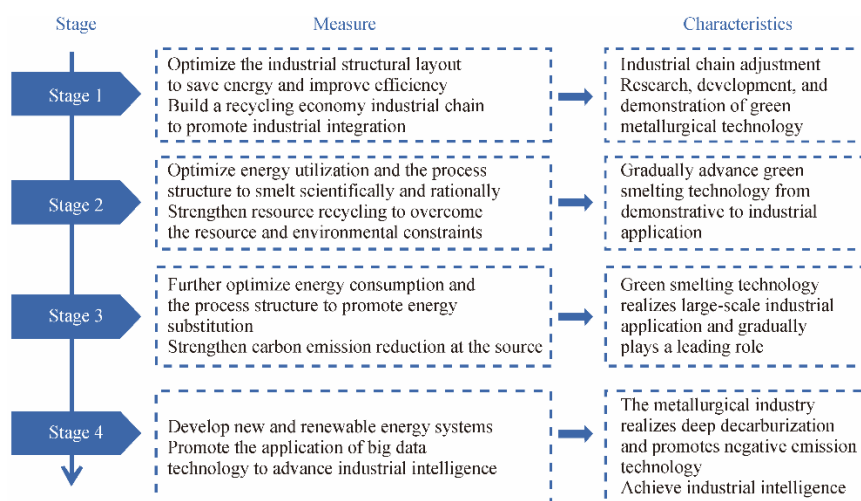 Stage Measure Characteristics
Stage 1
Optimize the industrial structural layout
to save energy and improve efficiency
Build a recycling economy industrial chain
to promote industrial integration
Industrial chain adjustment
Research, development, and
demonstration of green
metallurgical technology
Stage 2
Optimize energy utilization and the process
structure to smelt scientifically and rationally
Strengthen resource recycling to overcome
the resource and environmental constraints
Gradually advance green
smelting technology from
demonstrative to industrial
application
Stage 3
Further optimize energy consumption and
the process structure to promote energy
substitution
Strengthen carbon emission reduction at the source
Green smelting technology
realizes large-scale industrial
application and gradually
plays a leading role
Stage 4
Develop new and renewable energy systems
Promote the application of big data
technology to advance industrial intelligence
The metallurgical industry
realizes deep decarburization
and promotes negative emission
technology
Achieve industrial intelligence